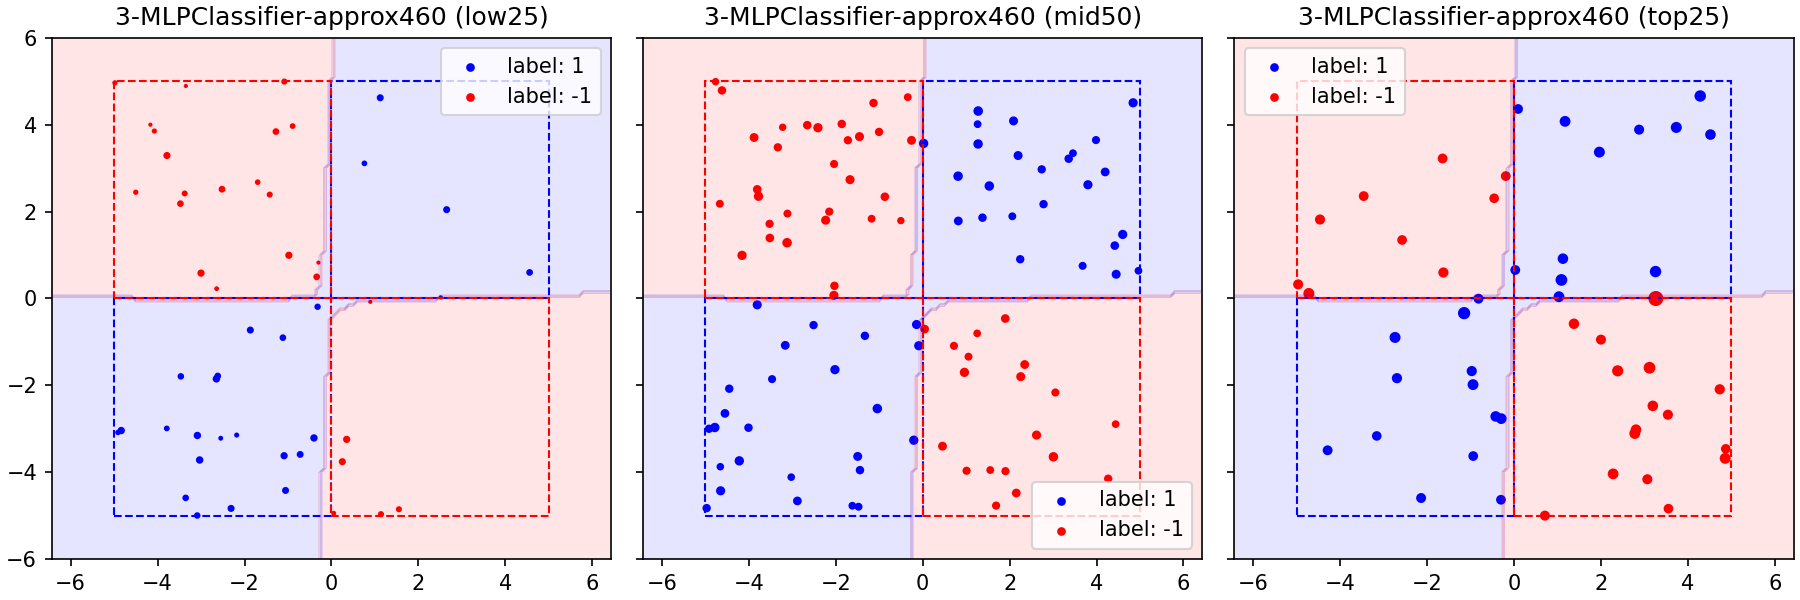 3-MLPClassifier-approx460 (low25)
3-MLPClassifier-approx460 (mid50)
3-MLPClassifier-approx460 (top25)
label: 1
label: -1
label: 1
label: -1
label: 1
label: -1
6
4
2
0
−2
−4
−6
−6 −4 −2 0 2 4 6
−6 −4 −2 0 2 4 6
−6 −4 −2 0 2 4 6